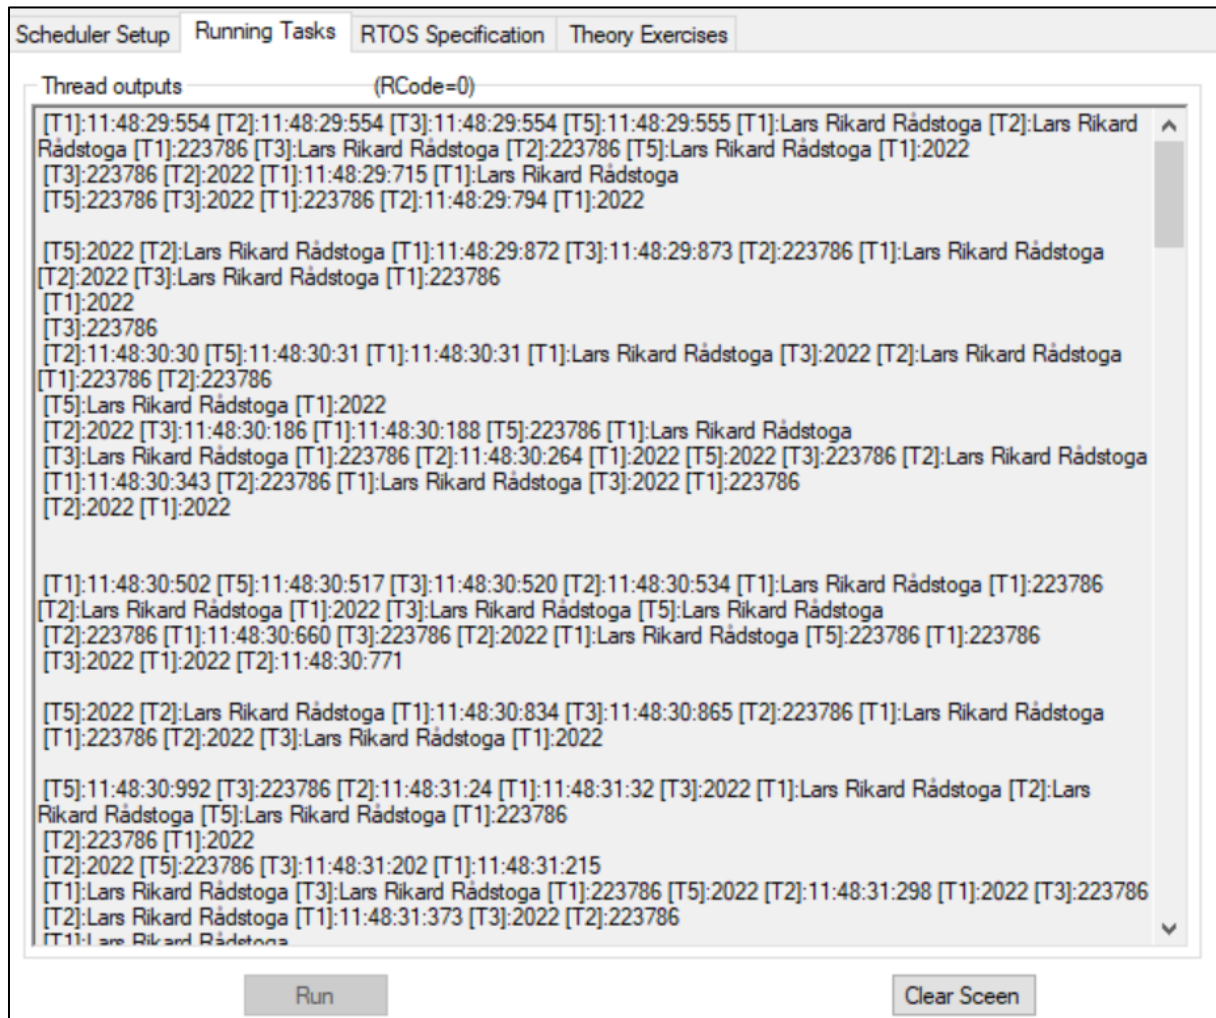 Scheduler Setup Running Tasks RTOS Specification Theory Exercises
Thread outputs (RCode=0)
[T1]:11:48:29:554 [T2]:11:48:29:554 [T3]:11:48:29:554 [T5]:11:48:29:555 [T1]:Lars Rikard Rådstoga [T2]:Lars Rikard
Rådstoga [T1]:223786 [T3]:Lars Rikard Rådstoga [T2]:223786 [T5]:Lars Rikard Rådstoga [T1]:2022
[T3]:223786 [T2]:2022 [T1]:11:48:29:715 [T1]:Lars Rikard Rådstoga
[T5]:223786 [T3]:2022 [T1]:223786 [T2]:11:48:29:794 [T1]:2022
[T5]:2022 [T2]:Lars Rikard Rådstoga [T1]:11:48:29:872 [T3]:11:48:29:873 [T2]:223786 [T1]:Lars Rikard Rådstoga
[T2]:2022 [T3]:Lars Rikard Rådstoga [T1]:223786
[T1]:2022
[T3]:223786
[T2]:11:48:30:30 [T5]:11:48:30:31 [T1]:11:48:30:31 [T1]:Lars Rikard Rådstoga [T3]:2022 [T2]:Lars Rikard Rådstoga
[T1]:223786 [T2]:223786
[T5]:Lars Rikard Rådstoga [T1]:2022
[T2]:2022 [T3]:11:48:30:186 [T1]:11:48:30:188 [T5]:223786 [T1]:Lars Rikard Rådstoga
[T3]:Lars Rikard Rådstoga [T1]:223786 [T2]:11:48:30:264 [T1]:2022 [T5]:2022 [T3]:223786 [T2]:Lars Rikard Rådstoga
[T1]:11:48:30:343 [T2]:223786 [T1]:Lars Rikard Rådstoga [T3]:2022 [T1]:223786
[T2]:2022 [T1]:2022
[T1]:11:48:30:502 [T5]:11:48:30:517 [T3]:11:48:30:520 [T2]:11:48:30:534 [T1]:Lars Rikard Rådstoga [T1]:223786
[T2]:Lars Rikard Rådstoga [T1]:2022 [T3]:Lars Rikard Rådstoga [T5]:Lars Rikard Rådstoga
[T2]:223786 [T1]:11:48:30:660 [T3]:223786 [T2]:2022 [T1]:Lars Rikard Rådstoga [T5]:223786 [T1]:223786
[T3]:2022 [T1]:2022 [T2]:11:48:30:771
[T5]:2022 [T2]:Lars Rikard Rådstoga [T1]:11:48:30:834 [T3]:11:48:30:865 [T2]:223786 [T1]:Lars Rikard Rådstoga
[T1]:223786 [T2]:2022 [T3]:Lars Rikard Rådstoga [T1]:2022
[T5]:11:48:30:992 [T3]:223786 [T2]:11:48:31:24 [T1]:11:48:31:32 [T3]:2022 [T1]:Lars Rikard Rådstoga [T2]:Lars
Rikard Rådstoga [T5]:Lars Rikard Rådstoga [T1]:223786
[T2]:223786 [T1]:2022
[T2]:2022 [T5]:223786 [T3]:11:48:31:202 [T1]:11:48:31:215
[T1]:Lars Rikard Rådstoga [T3]:Lars Rikard Rådstoga [T1]:223786 [T5]:2022 [T2]:11:48:31:298 [T1]:2022 [T3]:223786
[T2]:Lars Rikard Rådstoga [T1]:11:48:31:373 [T3]:2022 [T2]:223786
[T1]:Lars Rikard Rådstoga
Run Clear Sceen